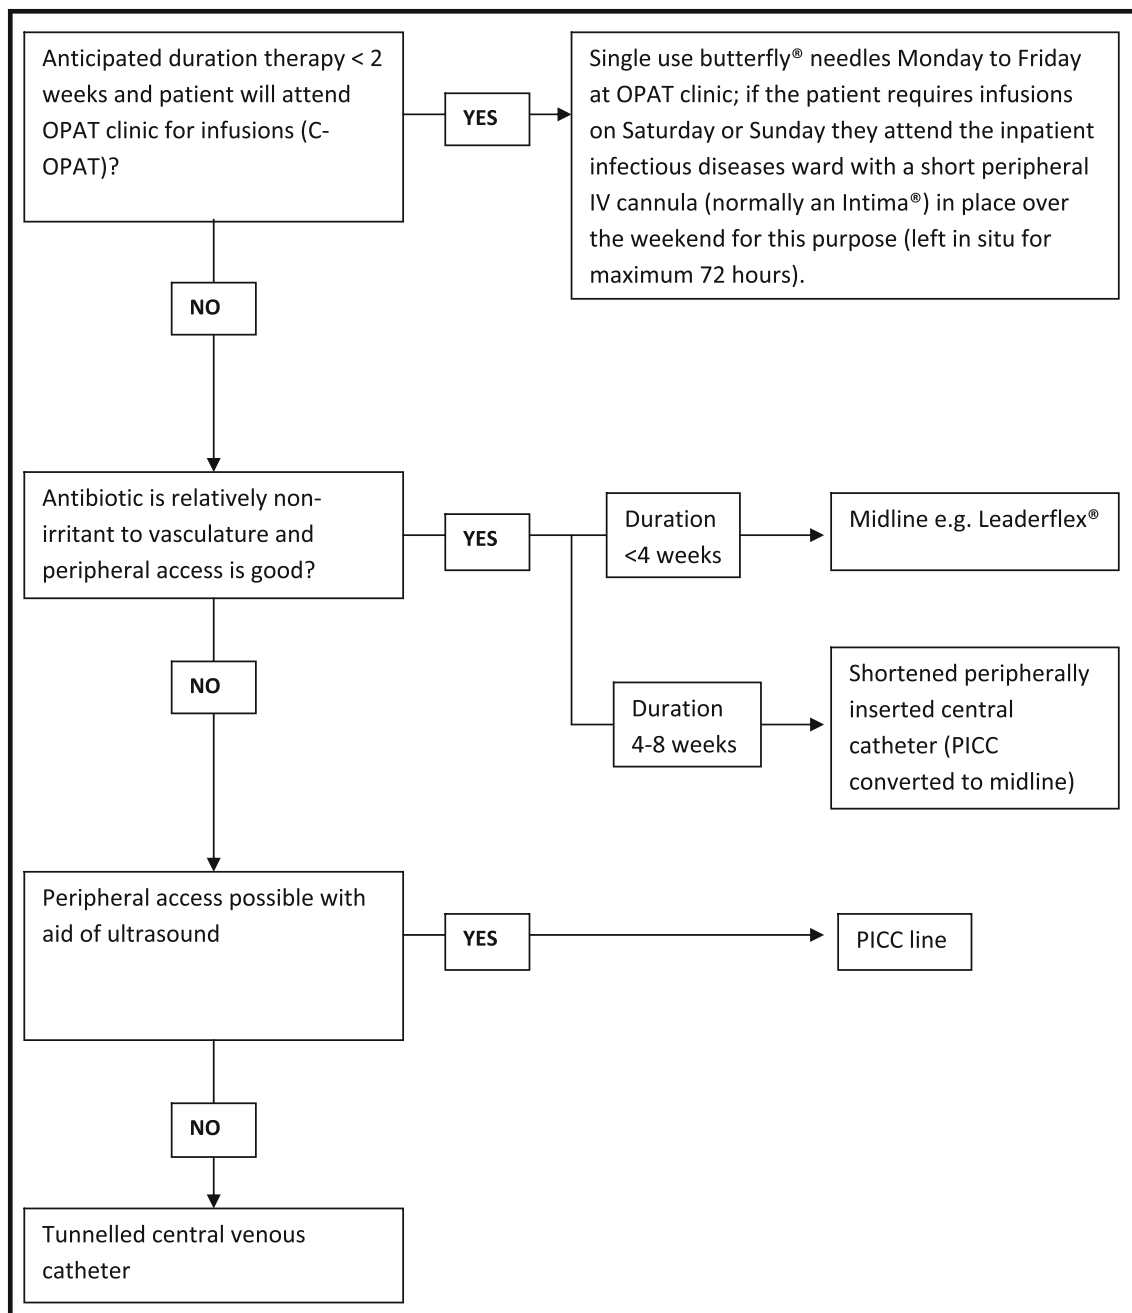 Anticipated duration therapy < 2
weeks and patient will attend
OPAT clinic for infusions (C-
OPAT)?
YES
Single use butterfly® needles Monday to Friday
at OPAT clinic; if the patient requires infusions
on Saturday or Sunday they attend the inpatient
infectious diseases ward with a short peripheral
IV cannula (normally an Intima®) in place over
the weekend for this purpose (left in situ for
maximum 72 hours).
NO
Antibiotic is relatively non-
irritant to vasculature and
peripheral access is good?
YES
Duration
<4 weeks
Midline e.g. Leaderflex®
Duration
4-8 weeks
Shortened peripherally
inserted central
catheter (PICC
converted to midline)
NO
Peripheral access possible with
aid of ultrasound
YES
PICC line
NO
Tunnelled central venous
catheter